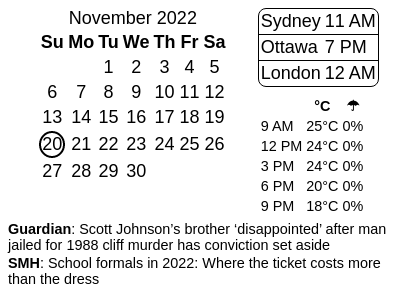 November 2022
Su Mo Tu We Th Fr Sa
1 2 3 4 5
6 7 8 9 10 11 12
13 14 15 16 17 18 19
20 21 22 23 24 25 26
27 28 29 30
Sydney 11 AM
Ottawa 7 PM
London 12 AM
°C ☂
9 AM 25°C 0%
12 PM 24°C 0%
3 PM 24°C 0%
6 PM 20°C 0%
9 PM 18°C 0%
Guardian: Scott Johnson’s brother ‘disappointed’ after man
jailed for 1988 cliff murder has conviction set aside
SMH: School formals in 2022: Where the ticket costs more
than the dress